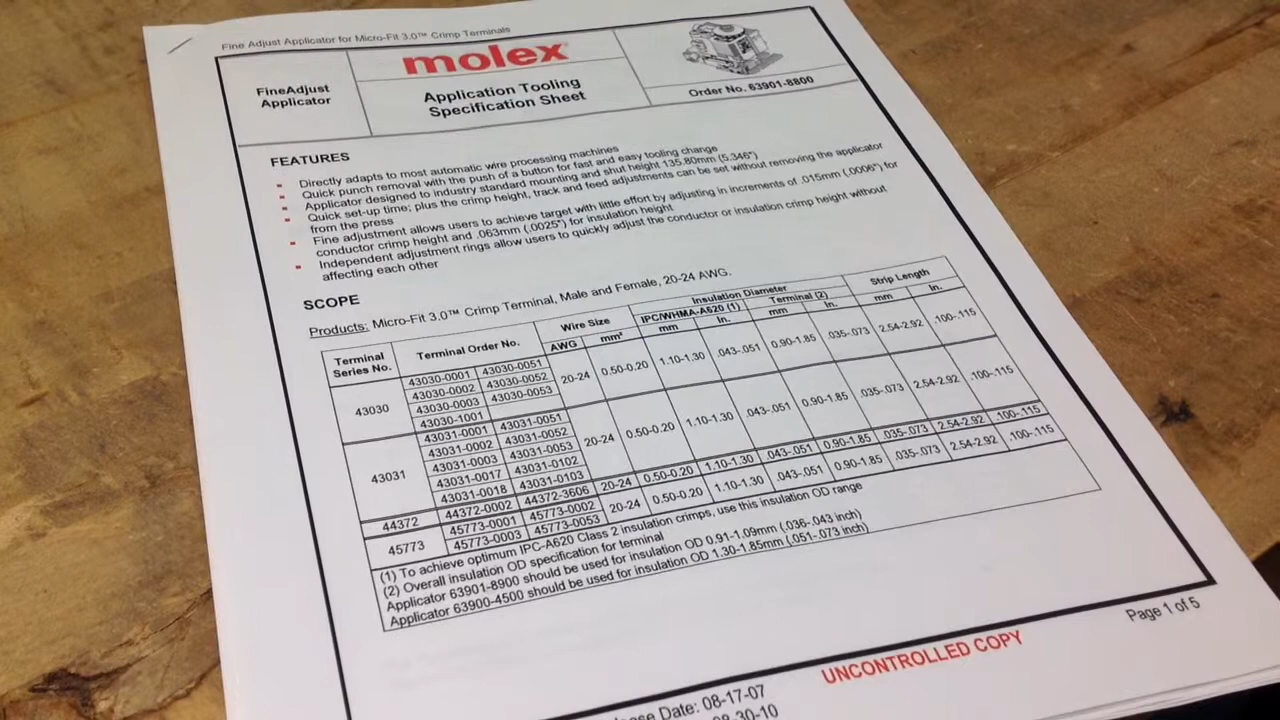 Fine Adjust Applicator for Micro-Fit 3.0™ Crimp Terminals
FineAdjust
Applicator
molex®
Application Tooling
Specification Sheet
Order No. 63901-8800
FEATURES
Directly adapts to most automatic wire processing machines
Quick punch removal with the push of a button for fast and easy tooling change
Applicator designed to industry standard mounting and shut height 135.80mm (5.346")
Quick set-up time; plus the crimp height, track and feed adjustments can be set without removing the applicator
from the press
Fine adjustment allows users to achieve target with little effort by adjusting in increments of .015mm (.0006") for
conductor crimp height and .063mm (.0025") for insulation height
Independent adjustment rings allow users to quickly adjust the conductor or insulation crimp height without
affecting each other
SCOPE
Products: Micro-Fit 3.0™ Crimp Terminal, Male and Female, 20-24 AWG.
Terminal
Series No.
Terminal Order No.
Wire Size
AWG mm²
Insulation Diameter
IPC/WHMA-A620 (1) Terminal (2)
mm In. mm In.
Strip Length
mm In.
43030
43030-0001 43030-0051
43030-0002 43030-0052
43030-0003 43030-0053
43030-1001
20-24 0.50-0.20 1.10-1.30 .043-.051 0.90-1.85 .035-.073 2.54-2.92 .100-.115
43031
43031-0001 43031-0051
43031-0002 43031-0052
43031-0003 43031-0053
43031-0017 43031-0102
43031-0018 43031-0103
20-24 0.50-0.20 1.10-1.30 .043-.051 0.90-1.85 .035-.073 2.54-2.92 .100-.115
44372 44372-0002 44372-3606 20-24 0.50-0.20 1.10-1.30 .043-.051 0.90-1.85 .035-.073 2.54-2.92 .100-.115
45773
45773-0001 45773-0002
45773-0003 45773-0053
20-24 0.50-0.20 1.10-1.30 .043-.051 0.90-1.85 .035-.073 2.54-2.92 .100-.115
(1) To achieve optimum IPC-A620 Class 2 insulation crimps, use this insulation OD range
(2) Overall insulation OD specification for terminal
Applicator 63901-8900 should be used for insulation OD 0.91-1.09mm (.036-.043 inch)
Applicator 63900-4500 should be used for insulation OD 1.30-1.85mm (.051-.073 inch)
Page 1 of 5
UNCONTROLLED COPY
Date: 08-17-07
08-30-10